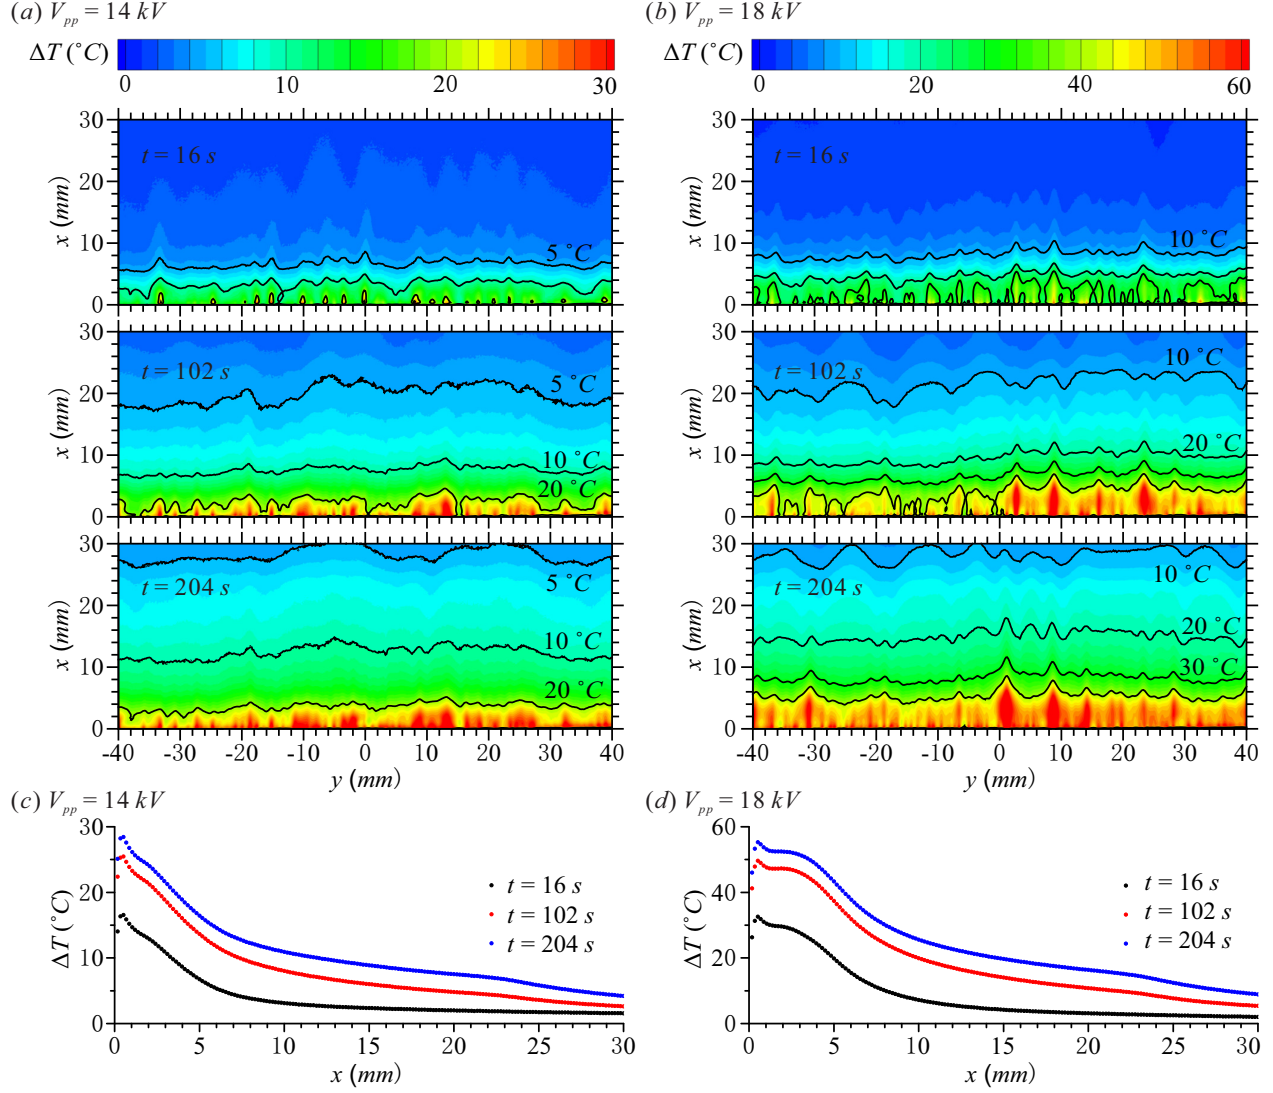 (a) V_pp = 14 kV
(b) V_pp = 18 kV
ΔT (°C)
0 10 20 30
ΔT (°C)
0 20 40 60
30
20
10
0
x (mm)
t = 16 s
5 °C
30
20
10
0
x (mm)
t = 16 s
10 °C
30
20
10
0
x (mm)
t = 102 s
5 °C
10 °C
20 °C
30
20
10
0
x (mm)
t = 102 s
10 °C
20 °C
30
20
10
0
x (mm)
t = 204 s
5 °C
10 °C
20 °C
-40 -30 -20 -10 0 10 20 30 40
y (mm)
30
20
10
0
x (mm)
t = 204 s
10 °C
20 °C
30 °C
-40 -30 -20 -10 0 10 20 30 40
y (mm)
(c) V_pp = 14 kV
30
20
10
0
ΔT (°C)
t = 16 s
t = 102 s
t = 204 s
0 5 10 15 20 25 30
x (mm)
(d) V_pp = 18 kV
60
40
20
0
ΔT (°C)
t = 16 s
t = 102 s
t = 204 s
0 5 10 15 20 25 30
x (mm)